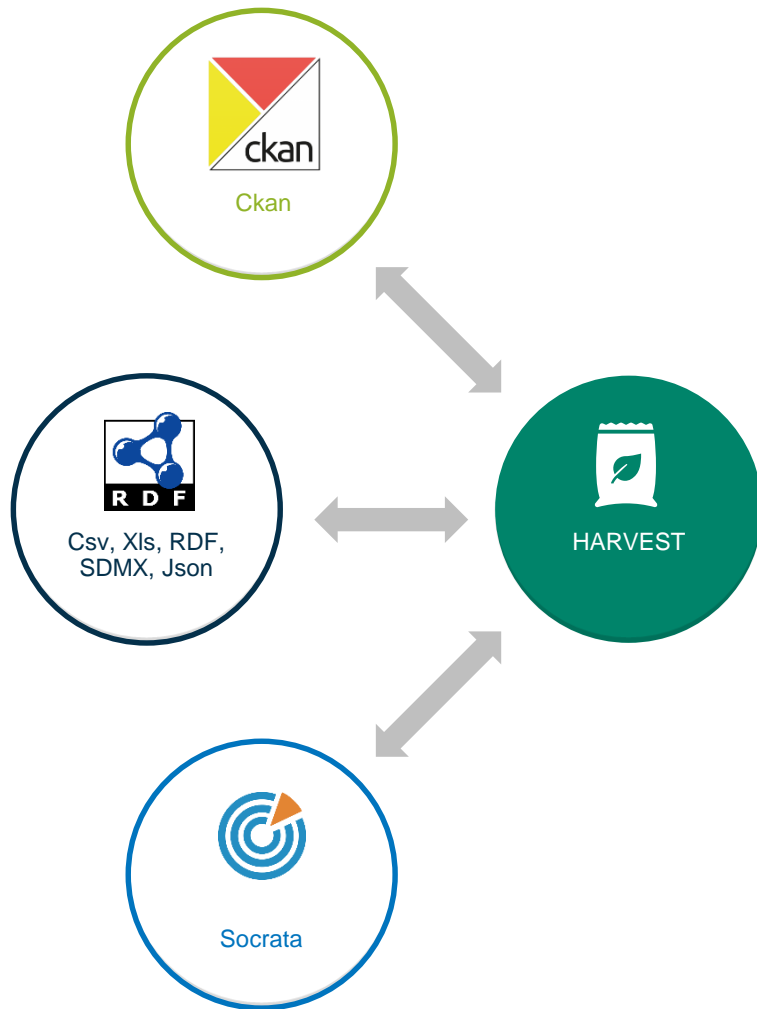 ckan
Ckan
RDF
Csv, Xls, RDF,
SDMX, Json
HARVEST
Socrata